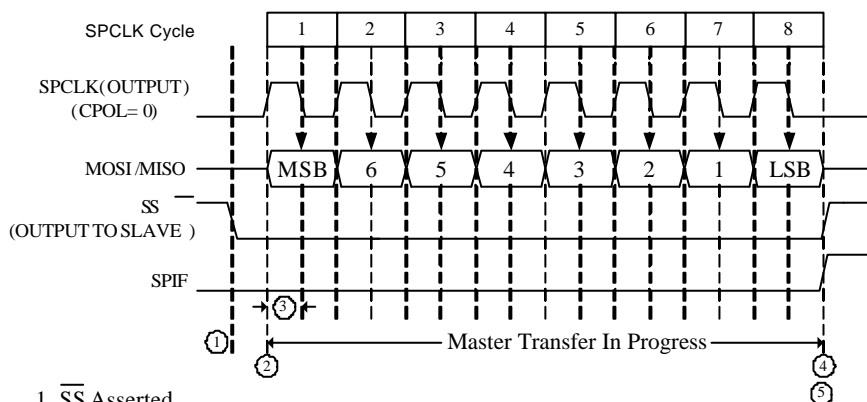 SPCLK Cycle 1 2 3 4 5 6 7 8
SPCLK(OUTPUT)
(CPOL= 0)
MOSI/MISO MSB 6 5 4 3 2 1 LSB
SS
(OUTPUT TO SLAVE )
SPIF
3
1
Master Transfer In Progress
2 4
5
1. SS Asserted